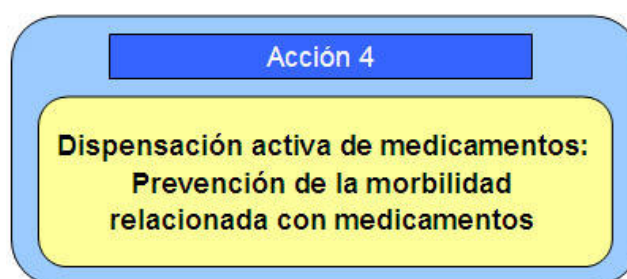 Acción 4
Dispensación activa de medicamentos:
Prevención de la morbilidad
relacionada con medicamentos